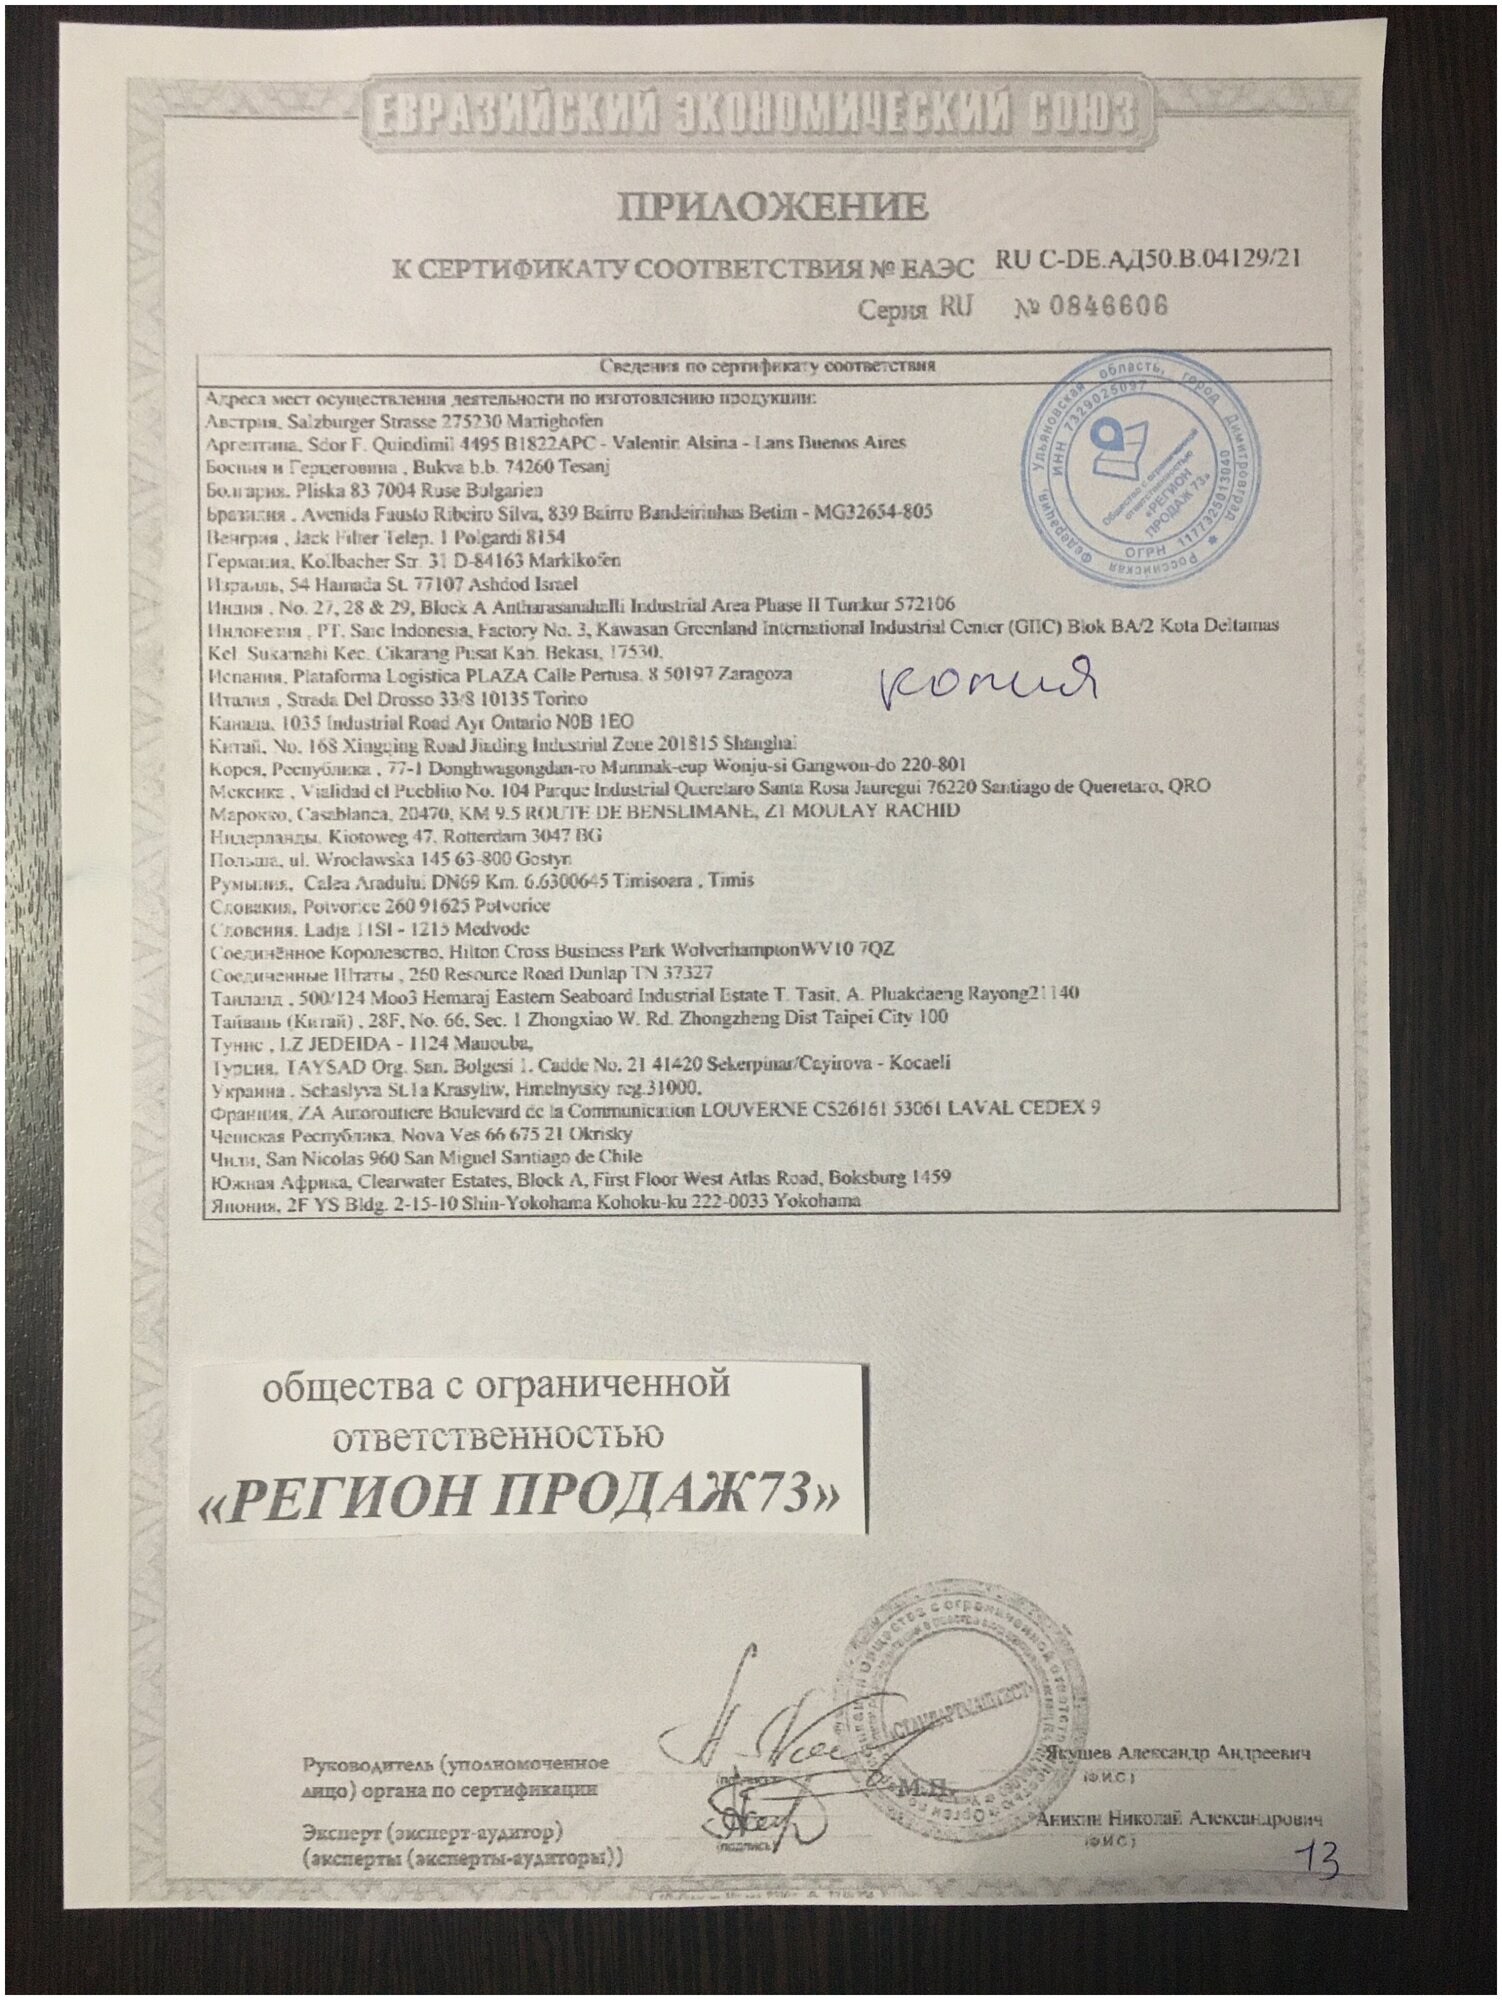 ЕВРАЗИЙСКИЙ ЭКОНОМИЧЕСКИЙ СОЮЗ
ПРИЛОЖЕНИЕ
К СЕРТИФИКАТУ СООТВЕТСТВИЯ № ЕАЭС RU С-DE.АД50.В.04129/21
Серия RU № 0846606
Сведения по сертификату соответствия
Адреса мест осуществления деятельности по изготовлению продукции:
Австрия, Salzburger Strasse 275230 Mattighofen
Аргентина, Sdor F. Quindimil 4495 B1822APC - Valentin Alsina - Lans Buenos Aires
Босния и Герцеговина , Bukva b.b. 74260 Tesanj
Болгария, Pliska 83 7004 Ruse Bulgarien
Бразилия , Avenida Fausto Ribeiro Silva, 839 Bairro Bandeirinhas Betim - MG32654-805
Венгрия , Jack Filter Telep. 1 Polgardi 8154
Германия, Kollbacher Str. 31 D-84163 Marklkofen
Израиль, 54 Hamada St. 77107 Ashdod Israel
Индия , No. 27, 28 & 29, Block A Antharasanahalli Industrial Area Phase II Tumkur 572106
Индонезия , PT. Saic Indonesia, Factory No. 3, Kawasan Greenland International Industrial Center (GIIC) Blok BA/2 Kota Deltamas
Kel. Sukamahi Kec. Cikarang Pusat Kab. Bekasi, 17530,
Испания, Plataforma Logistica PLAZA Calle Pertusa, 8 50197 Zaragoza
Италия , Strada Del Drosso 33/8 10135 Torino
Канада, 1035 Industrial Road Ayr Ontario N0B 1EO
Китай, No. 168 Xingqing Road Jiading Industrial Zone 201815 Shanghai
Корея, Республика , 77-1 Donghwagongdan-ro Munmak-eup Wonju-si Gangwon-do 220-801
Мексика , Vialidad el Pueblito No. 104 Parque Industrial Queretaro Santa Rosa Jauregui 76220 Santiago de Queretaro, QRO
Марокко, Casablanca, 20470, KM 9.5 ROUTE DE BENSLIMANE, ZI MOULAY RACHID
Нидерланды, Kiotoweg 47, Rotterdam 3047 BG
Польша, ul. Wroclawska 145 63-800 Gostyn
Румыния, Calea Aradului DN69 Km. 6.6300645 Timisoara , Timis
Словакия, Potvorice 260 91625 Potvorice
Словения, Ladja 11SI - 1215 Medvode
Соединённое Королевство, Hilton Cross Business Park WolverhamptonWV10 7QZ
Соединенные Штаты , 260 Resource Road Dunlap TN 37327
Таиланд , 500/124 Moo3 Hemaraj Eastern Seaboard Industrial Estate T. Tasit, A. Pluakdaeng Rayong21140
Тайвань (Китай) , 28F, No. 66, Sec. 1 Zhongxiao W. Rd. Zhongzheng Dist Taipei City 100
Тунис , I.Z JEDEIDA - 1124 Manouba,
Турция, TAYSAD Org. San. Bolgesi 1. Cadde No. 21 41420 Sekerpinar/Cayirova - Kocaeli
Украина , Schaslyva St.1a Krasyliw, Hmelnytsky reg.31000,
Франция, ZA Autoroutiere Boulevard de la Communication LOUVERNE CS26161 53061 LAVAL CEDEX 9
Чешская Республика, Nova Ves 66 675 21 Okrisky
Чили, San Nicolas 960 San Miguel Santiago de Chile
Южная Африка, Clearwater Estates, Block A, First Floor West Atlas Road, Boksburg 1459
Япония, 2F YS Bldg. 2-15-10 Shin-Yokohama Kohoku-ku 222-0033 Yokohama
Российская Федерация, Ульяновская область, город Димитровград
ИНН 7329025097
ОГРН 1177325013040
Общество с ограниченной
ответственностью
«РЕГИОН
ПРОДАЖ 73»
копия
общества с ограниченной
ответственностью
«РЕГИОН ПРОДАЖ73»
СТАНДАРТМАШТЕСТ
Руководитель (уполномоченное
лицо) органа по сертификации
(подпись)
М.П.
Якушев Александр Андреевич
(Ф.И.О.)
Эксперт (эксперт-аудитор)
(эксперты (эксперты-аудиторы))
(подпись)
Аникин Николай Александрович
(Ф.И.О.)
13